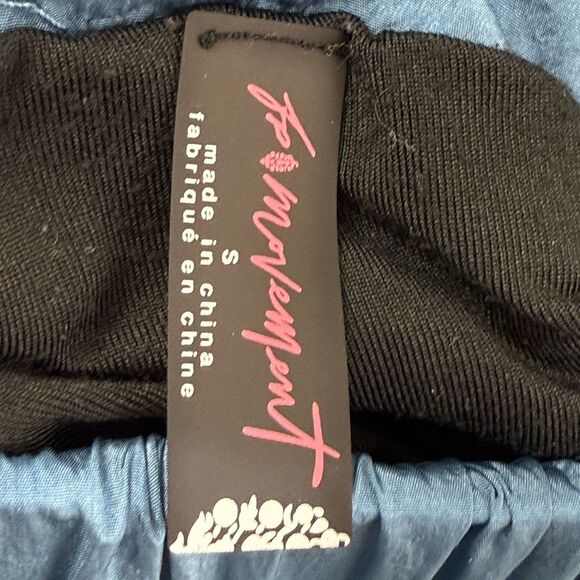 fp movement
S
made in china
fabriqué en chine